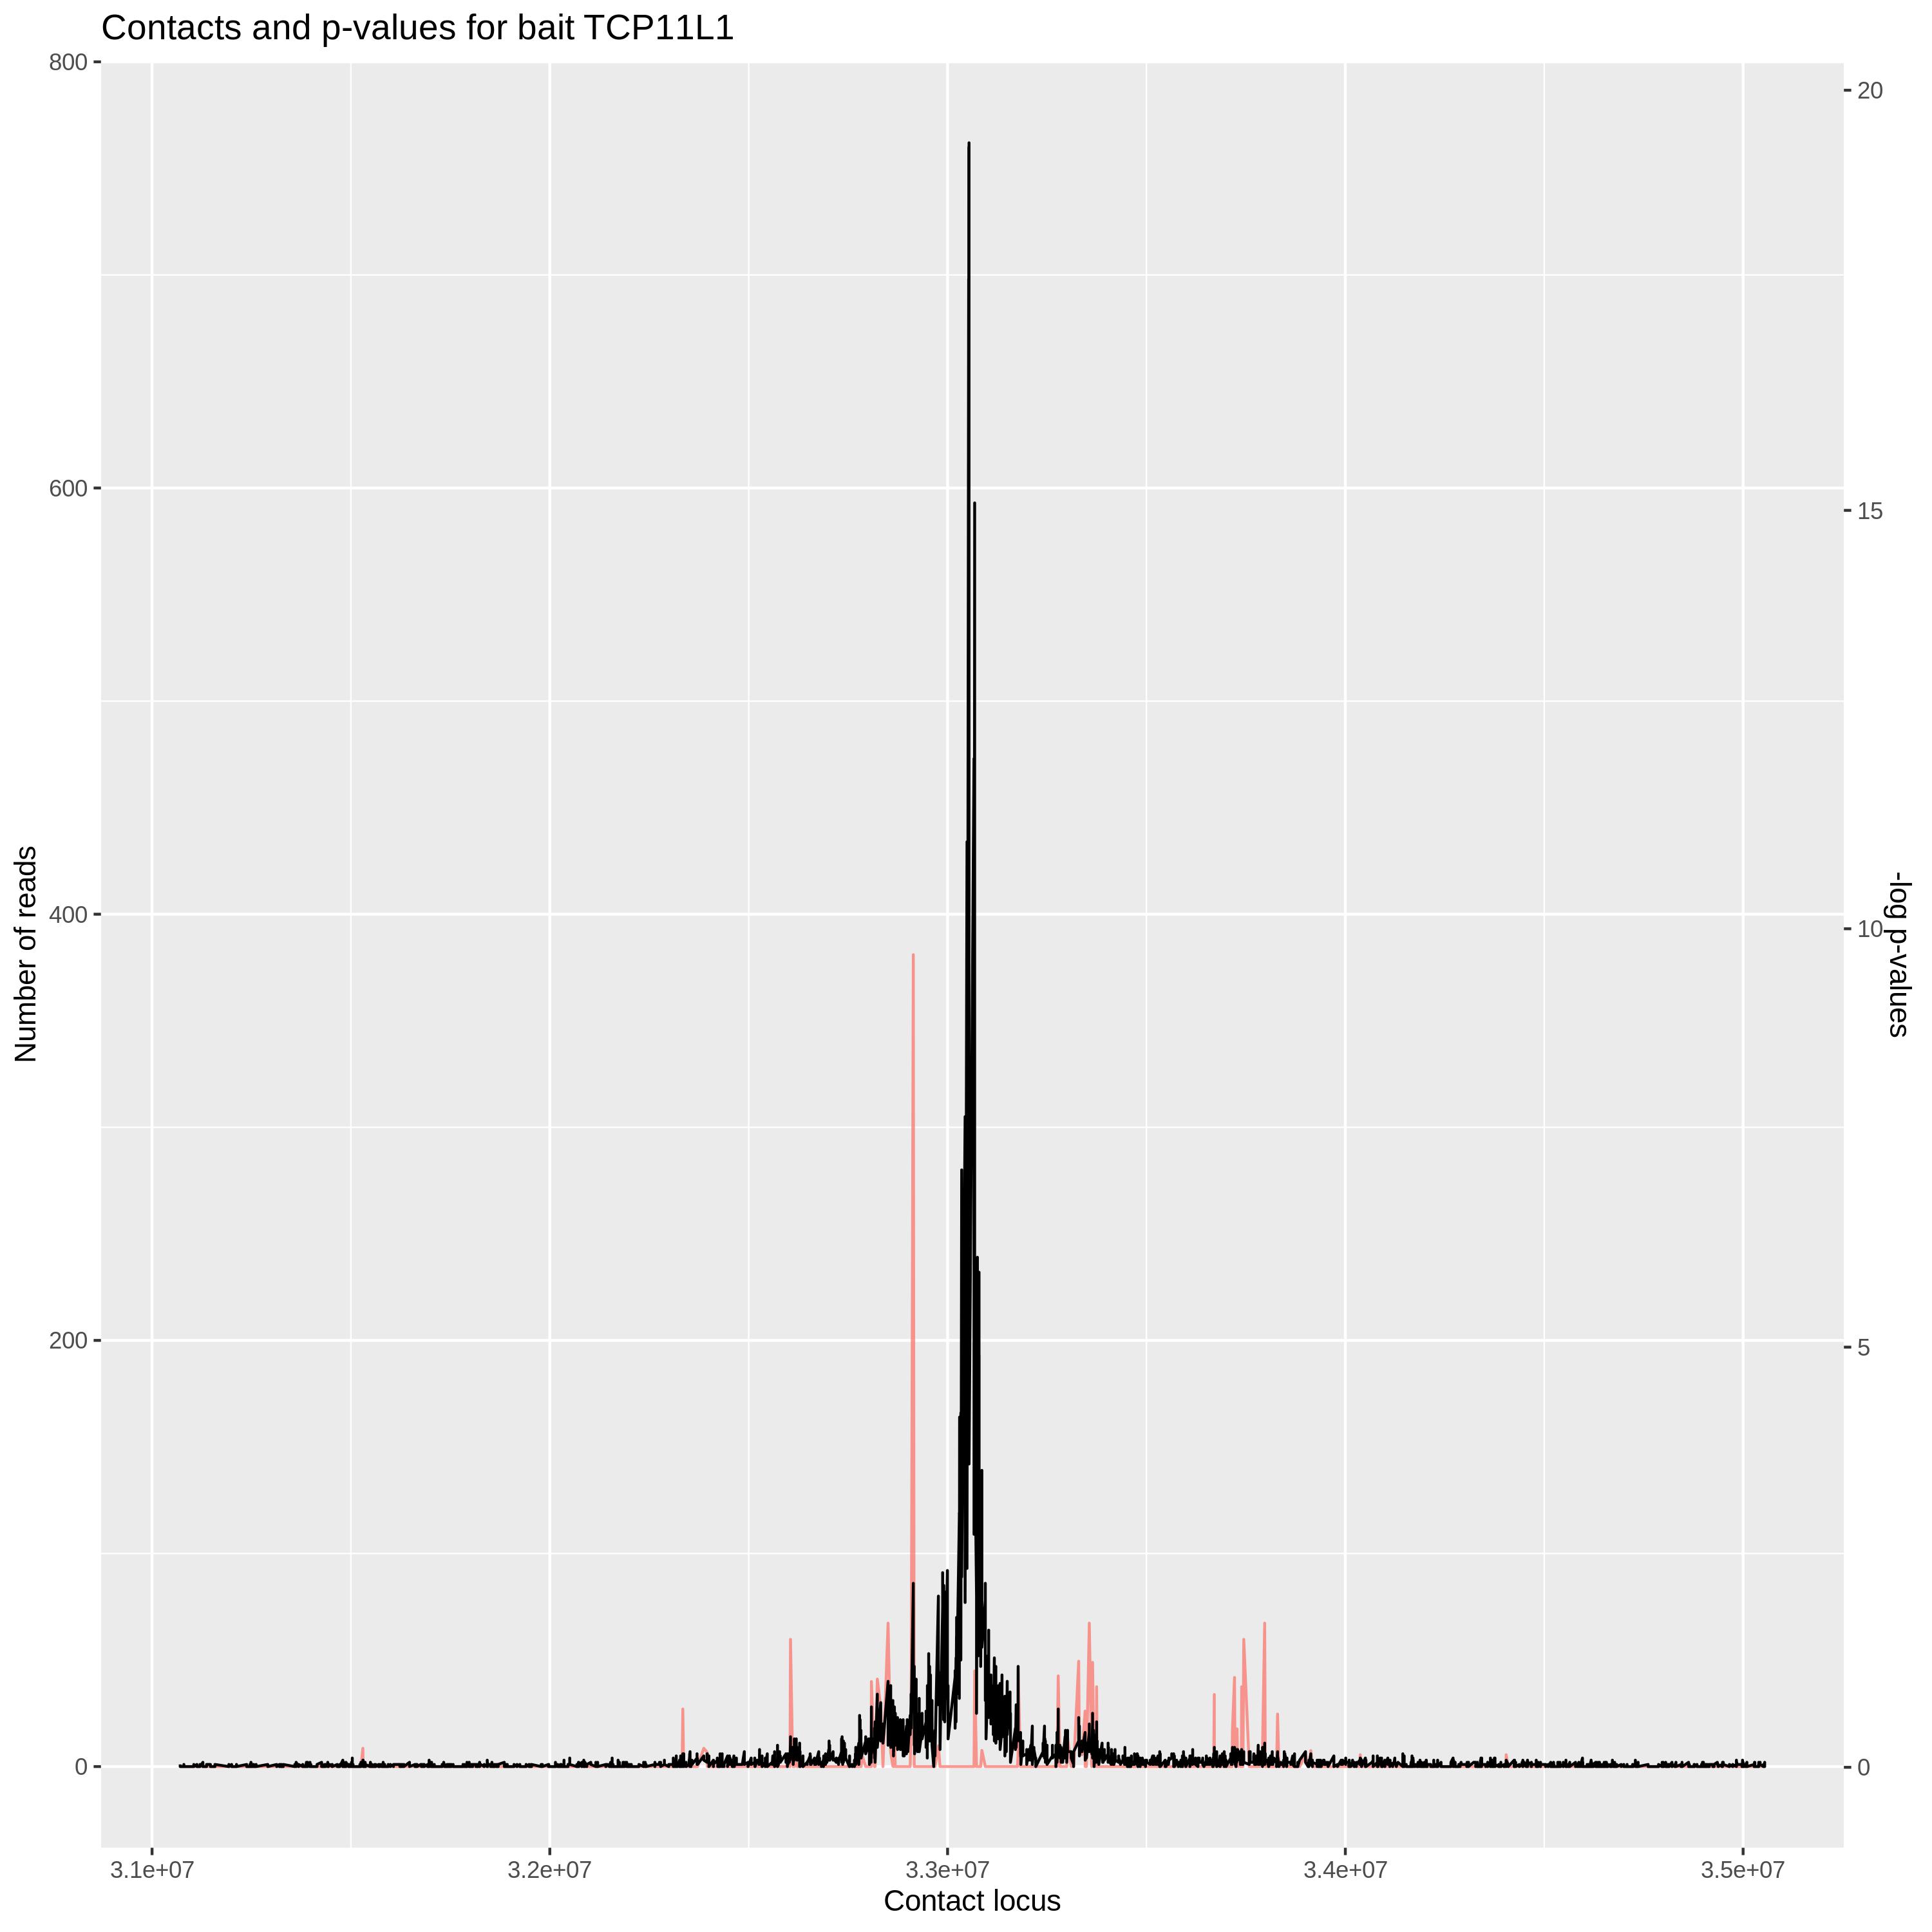 Contacts and p-values for bait TCP11L1
800
600
400
200
0
20
15
10
5
0
Number of reads
-log p-values
3.1e+07 3.2e+07 3.3e+07 3.4e+07 3.5e+07
Contact locus